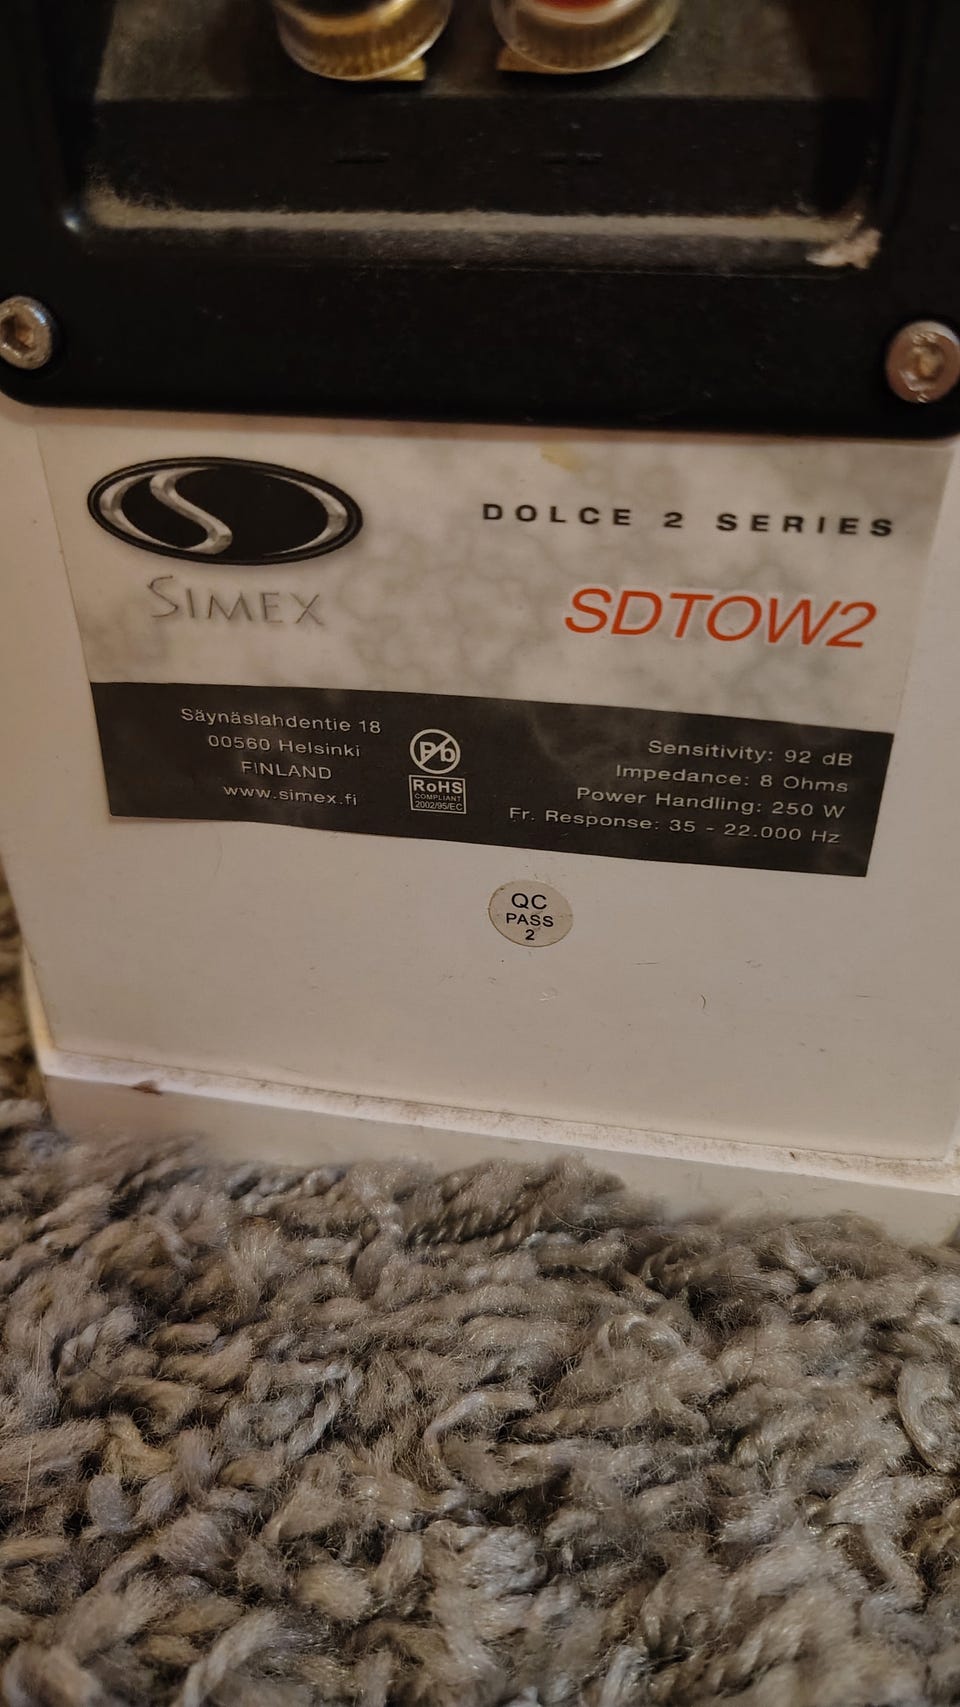 DOLCE 2 SERIES
SIMEX
SDTOW2
Säynäslahdentie 18
00560 Helsinki
FINLAND
www.simex.fi
Pb
RoHS
COMPLIANT
2002/95/EC
Sensitivity: 92 dB
Impedance: 8 Ohms
Power Handling: 250 W
Fr. Response: 35 - 22.000 Hz
QC
PASS
2